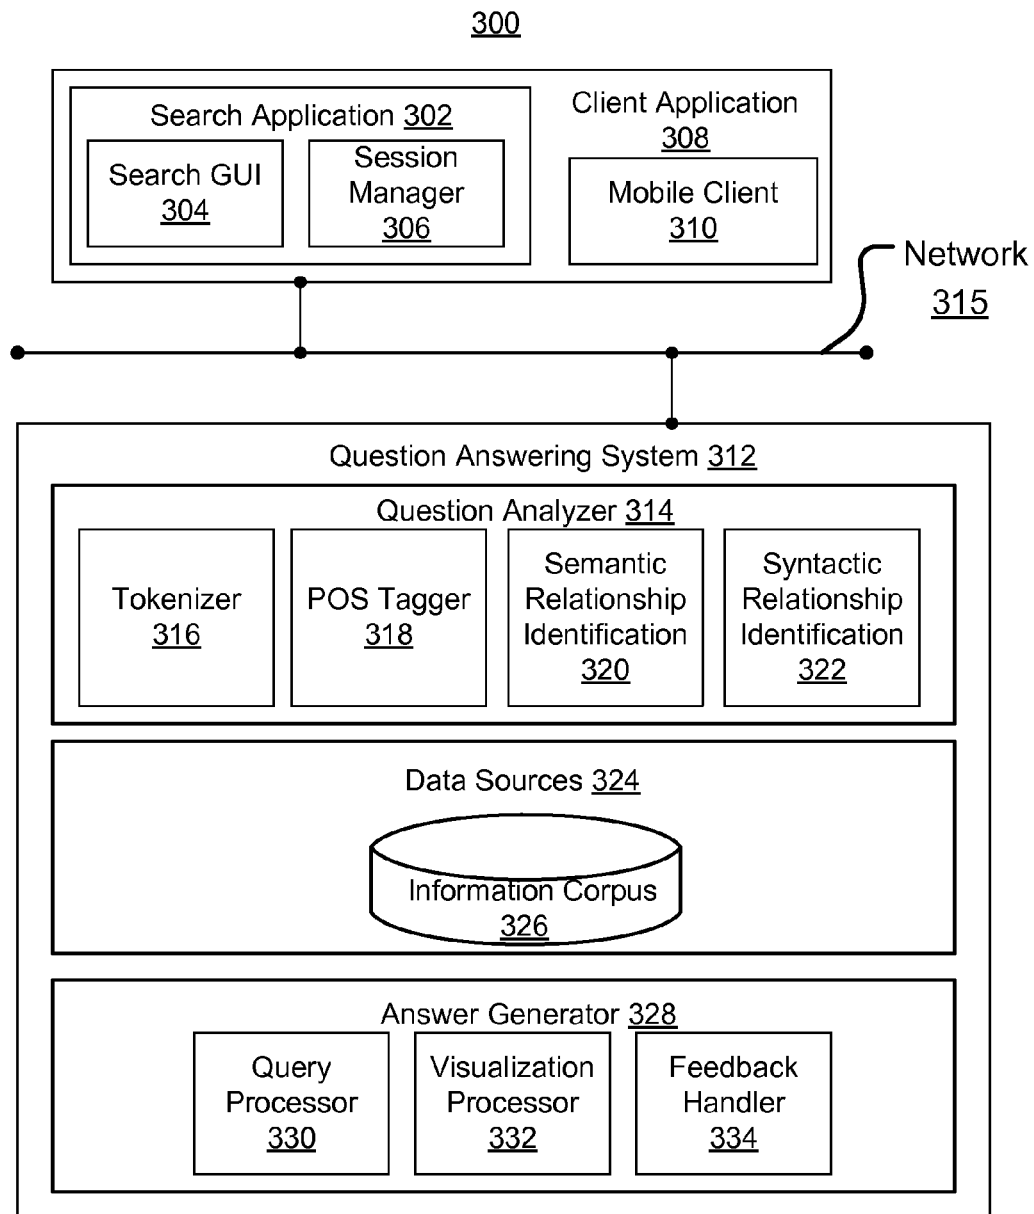 300
Search Application 302
Client Application
308
Search GUI
304
Session
Manager
306
Mobile Client
310
Network
315
Question Answering System 312
Question Analyzer 314
Tokenizer
316
POS Tagger
318
Semantic
Relationship
Identification
320
Syntactic
Relationship
Identification
322
Data Sources 324
Information Corpus
326
Answer Generator 328
Query
Processor
330
Visualization
Processor
332
Feedback
Handler
334